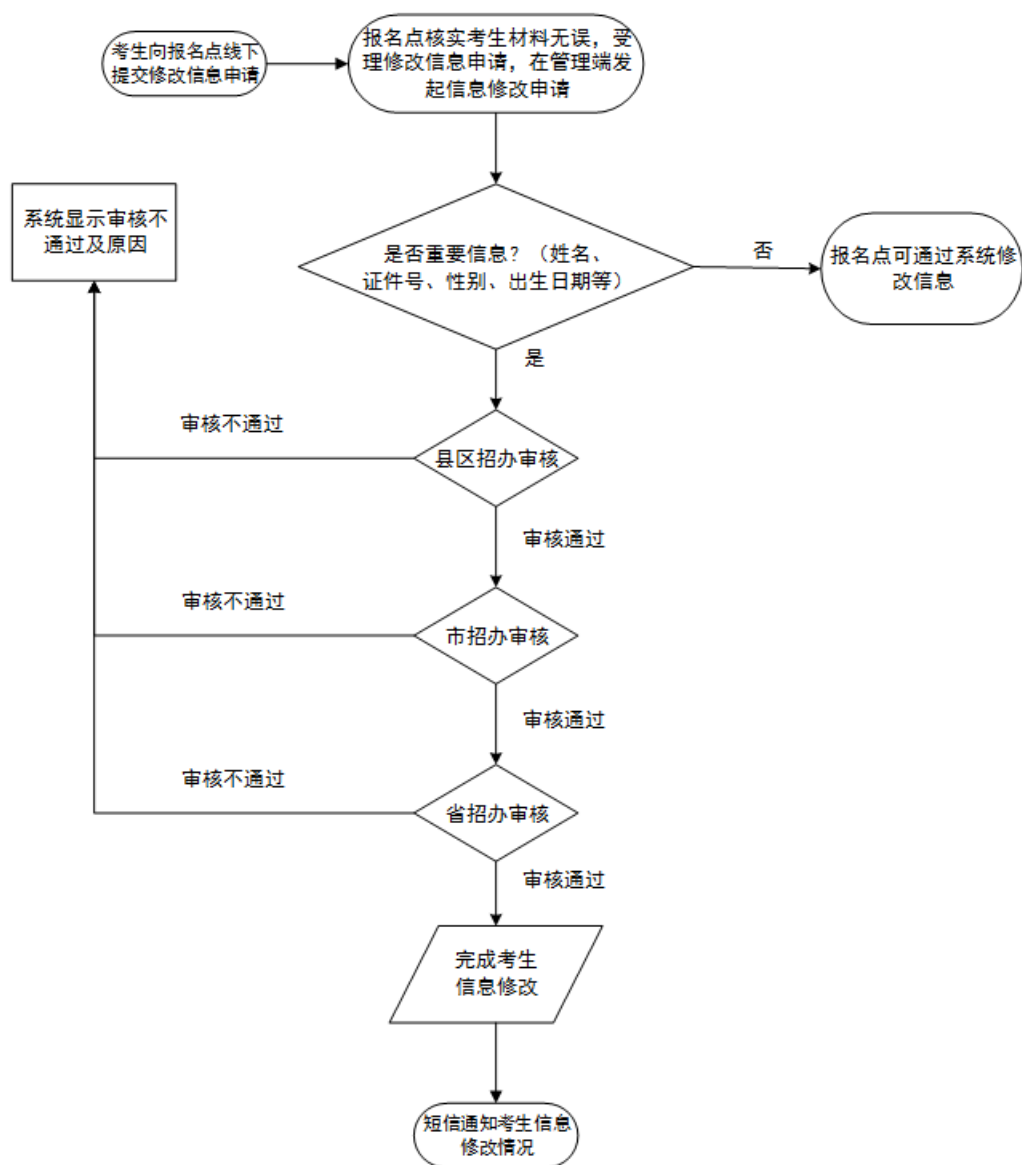 考生向报名点线下
提交修改信息申请
报名点核实考生材料无误，受
理修改信息申请，在管理端发
起信息修改申请
系统显示审核不
通过及原因
是否重要信息？（姓名、
证件号、性别、出生日期等）
否
报名点可通过系统修
改信息
是
审核不通过
县区招办审核
审核通过
审核不通过
市招办审核
审核通过
审核不通过
省招办审核
审核通过
完成考生
信息修改
短信通知考生信息
修改情况